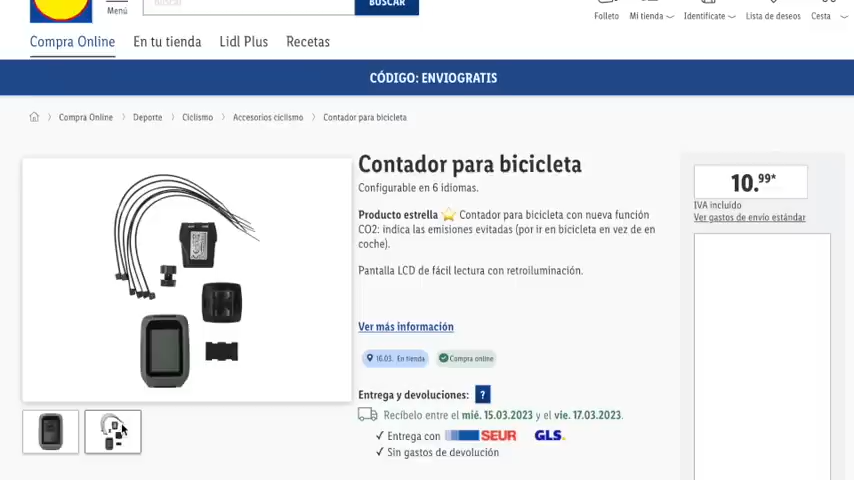 Menú
Buscar
BUSCAR
Folleto
Mi tienda
Identifícate
Lista de deseos
Cesta
Compra Online
En tu tienda
Lidl Plus
Recetas
CÓDIGO: ENVIOGRATIS
Compra Online
Deporte
Ciclismo
Accesorios ciclismo
Contador para bicicleta
Contador para bicicleta
Configurable en 6 idiomas.
Producto estrella ⭐ Contador para bicicleta con nueva función
CO2: indica las emisiones evitadas (por ir en bicicleta en vez de en
coche).
Pantalla LCD de fácil lectura con retroiluminación.
Ver más información
16.03. En tienda
Compra online
Entrega y devoluciones: ?
Recíbelo entre el mié. 15.03.2023 y el vie. 17.03.2023.
✓ Entrega con SEUR GLS.
✓ Sin gastos de devolución
10.99*
IVA incluido
Ver gastos de envío estándar